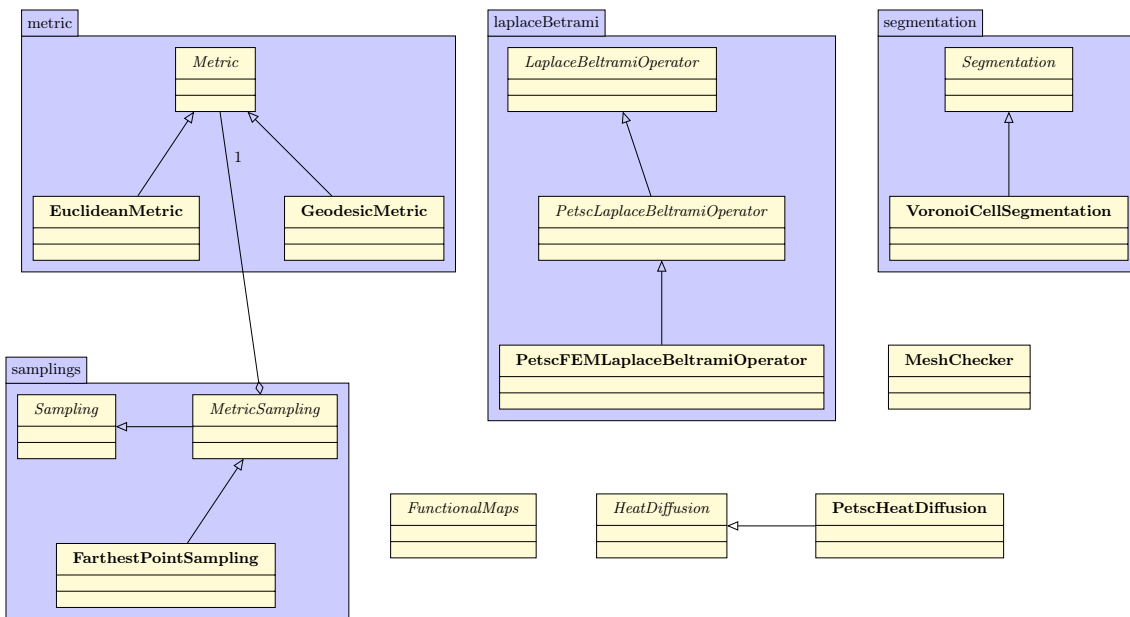 metric
laplaceBetrami
segmentation
Metric
LaplaceBeltramiOperator
Segmentation
1
EuclideanMetric
GeodesicMetric
PetscLaplaceBeltramiOperator
VoronoiCellSegmentation
samplings
PetscFEMLaplaceBeltramiOperator
MeshChecker
Sampling
MetricSampling
FunctionalMaps
HeatDiffusion
PetscHeatDiffusion
FarthestPointSampling